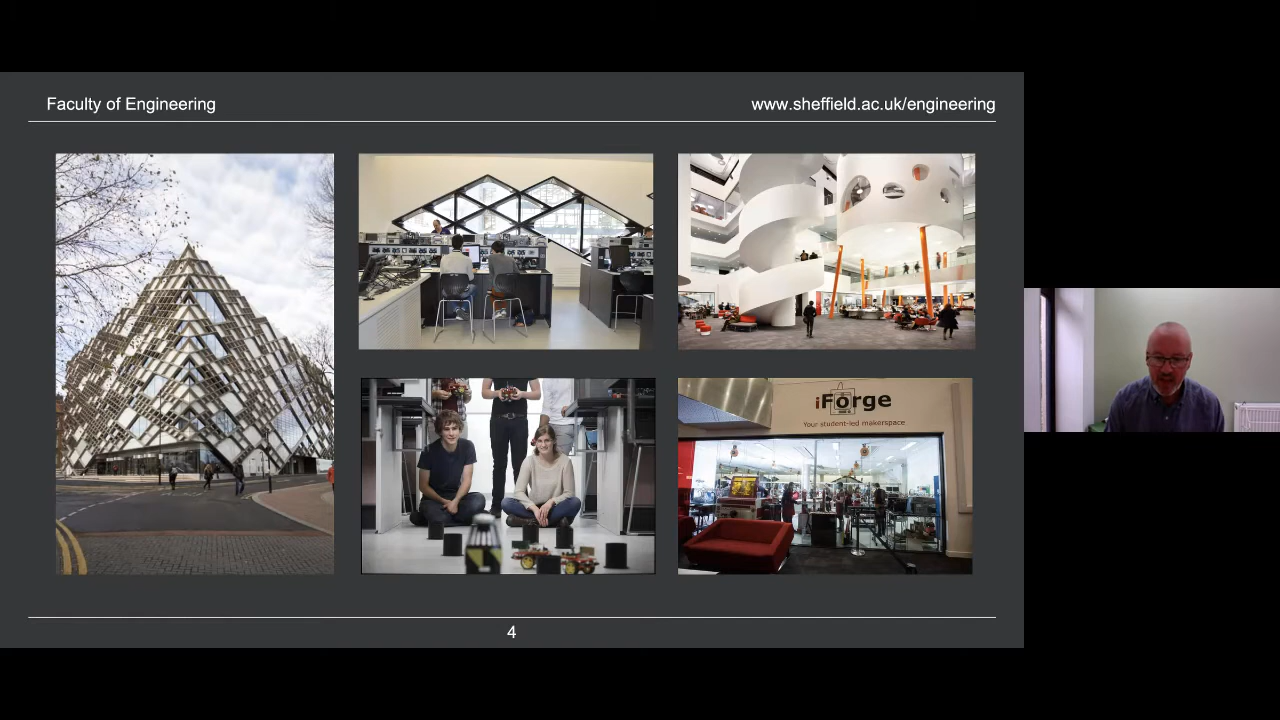 Faculty of Engineering
www.sheffield.ac.uk/engineering
iForge
Your student-led makerspace
4